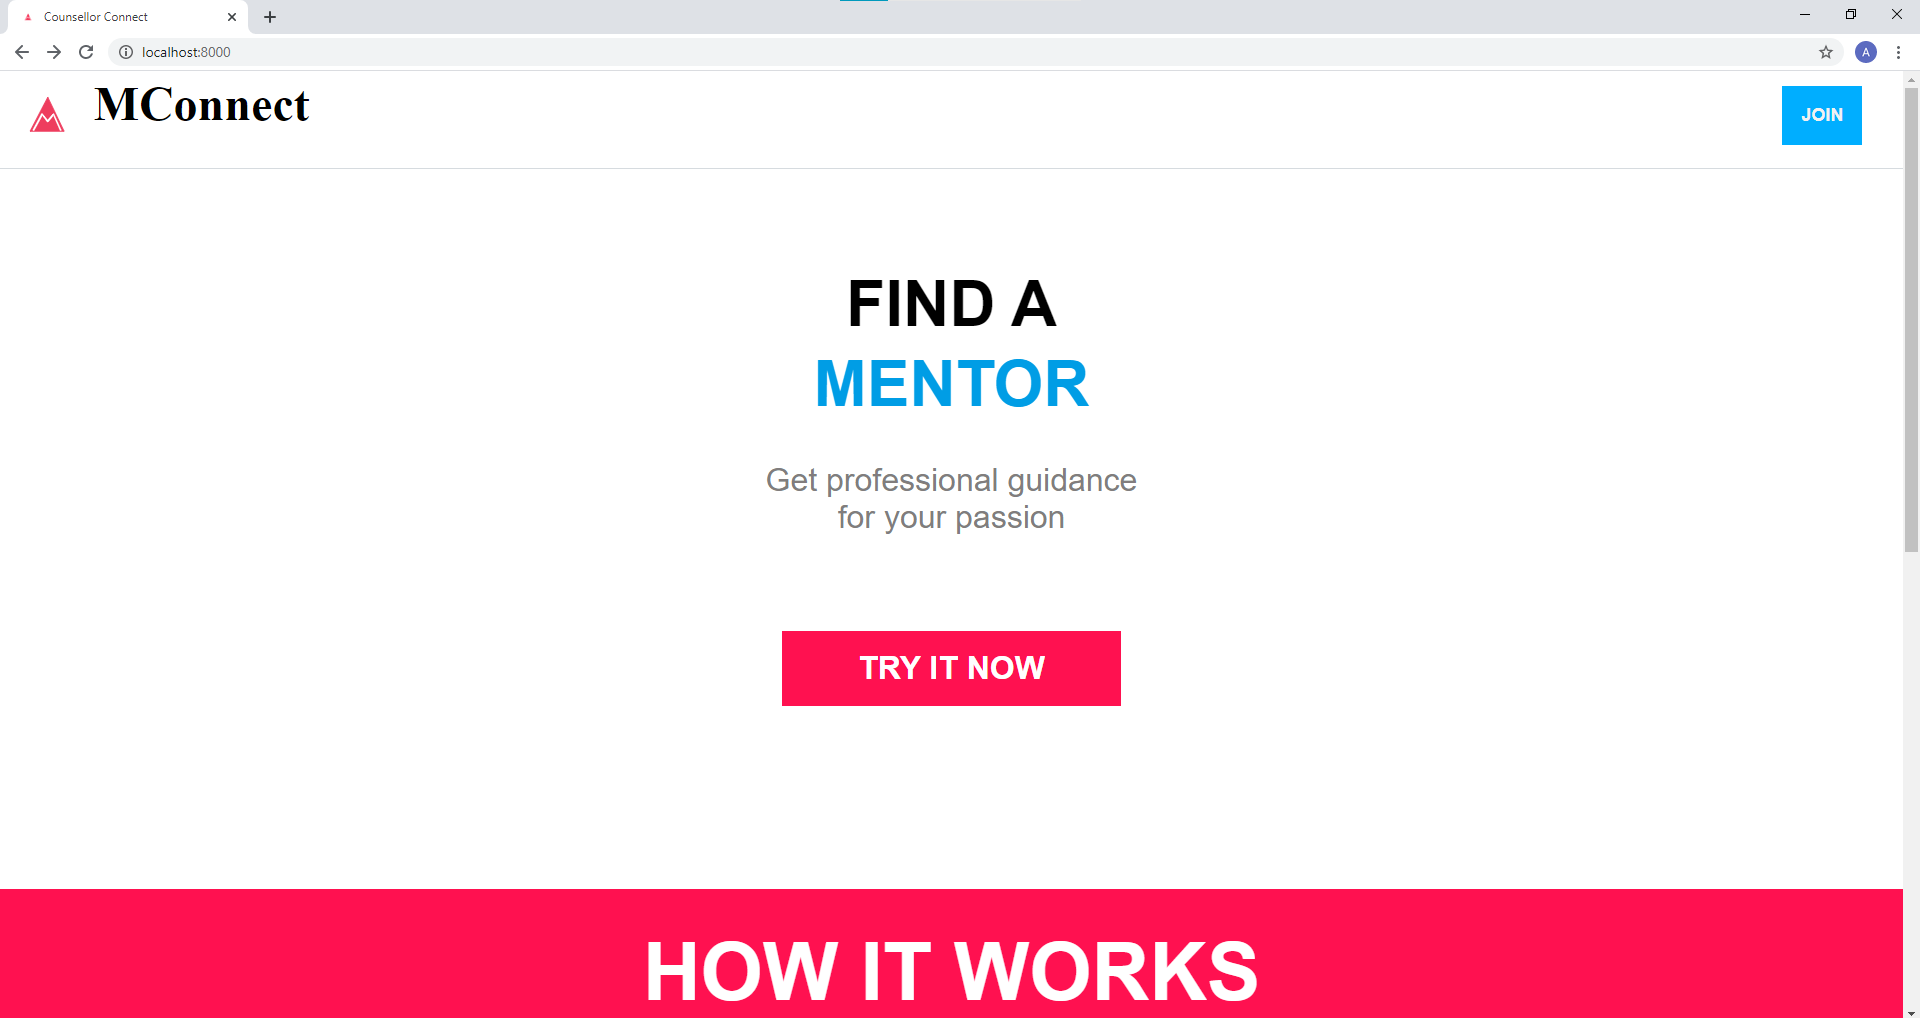 Counsellor Connect
localhost:8000
A
MConnect
JOIN
FIND A
MENTOR
Get professional guidance
for your passion
TRY IT NOW
HOW IT WORKS